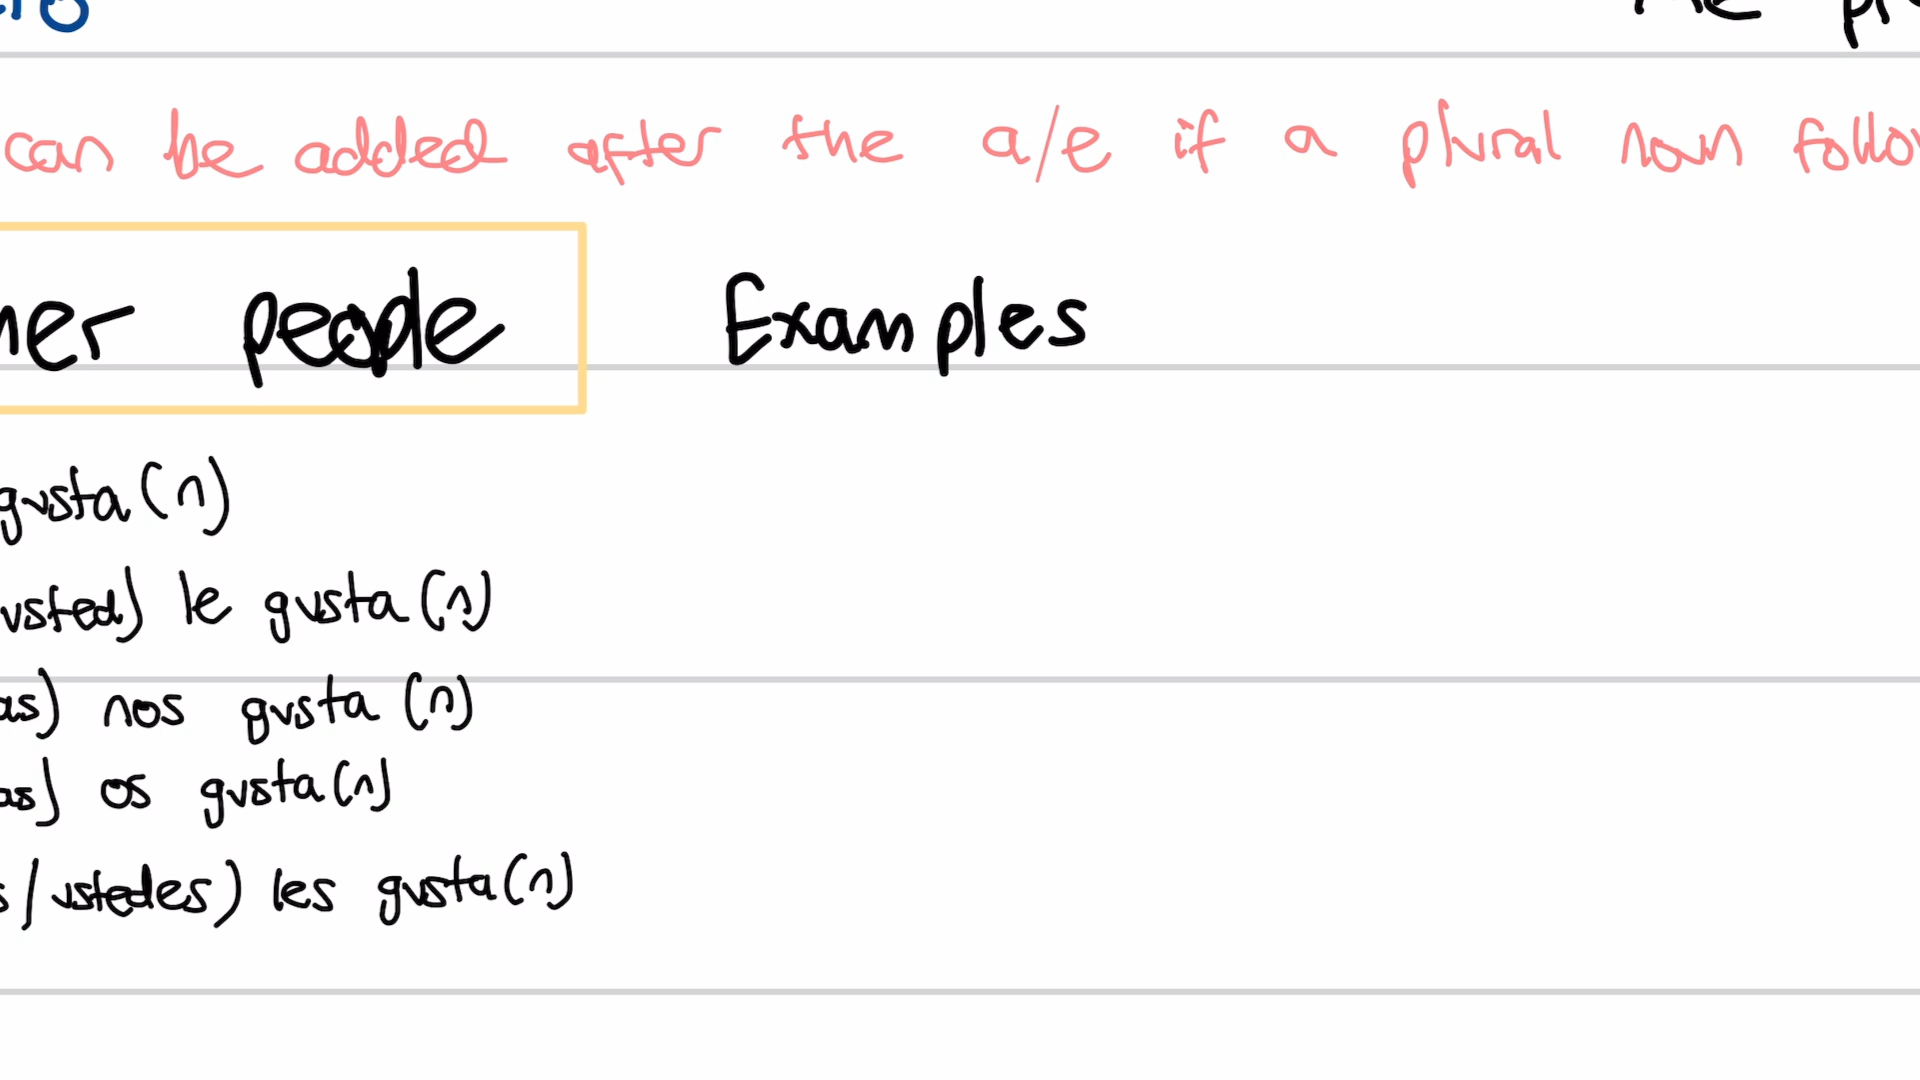 can be added after the a/e if a plural noun follo
her people Examples
gusta(n)
usted) le gusta(n)
as) nos gusta (n)
as) os gusta(n)
s/ustedes) les gusta(n)